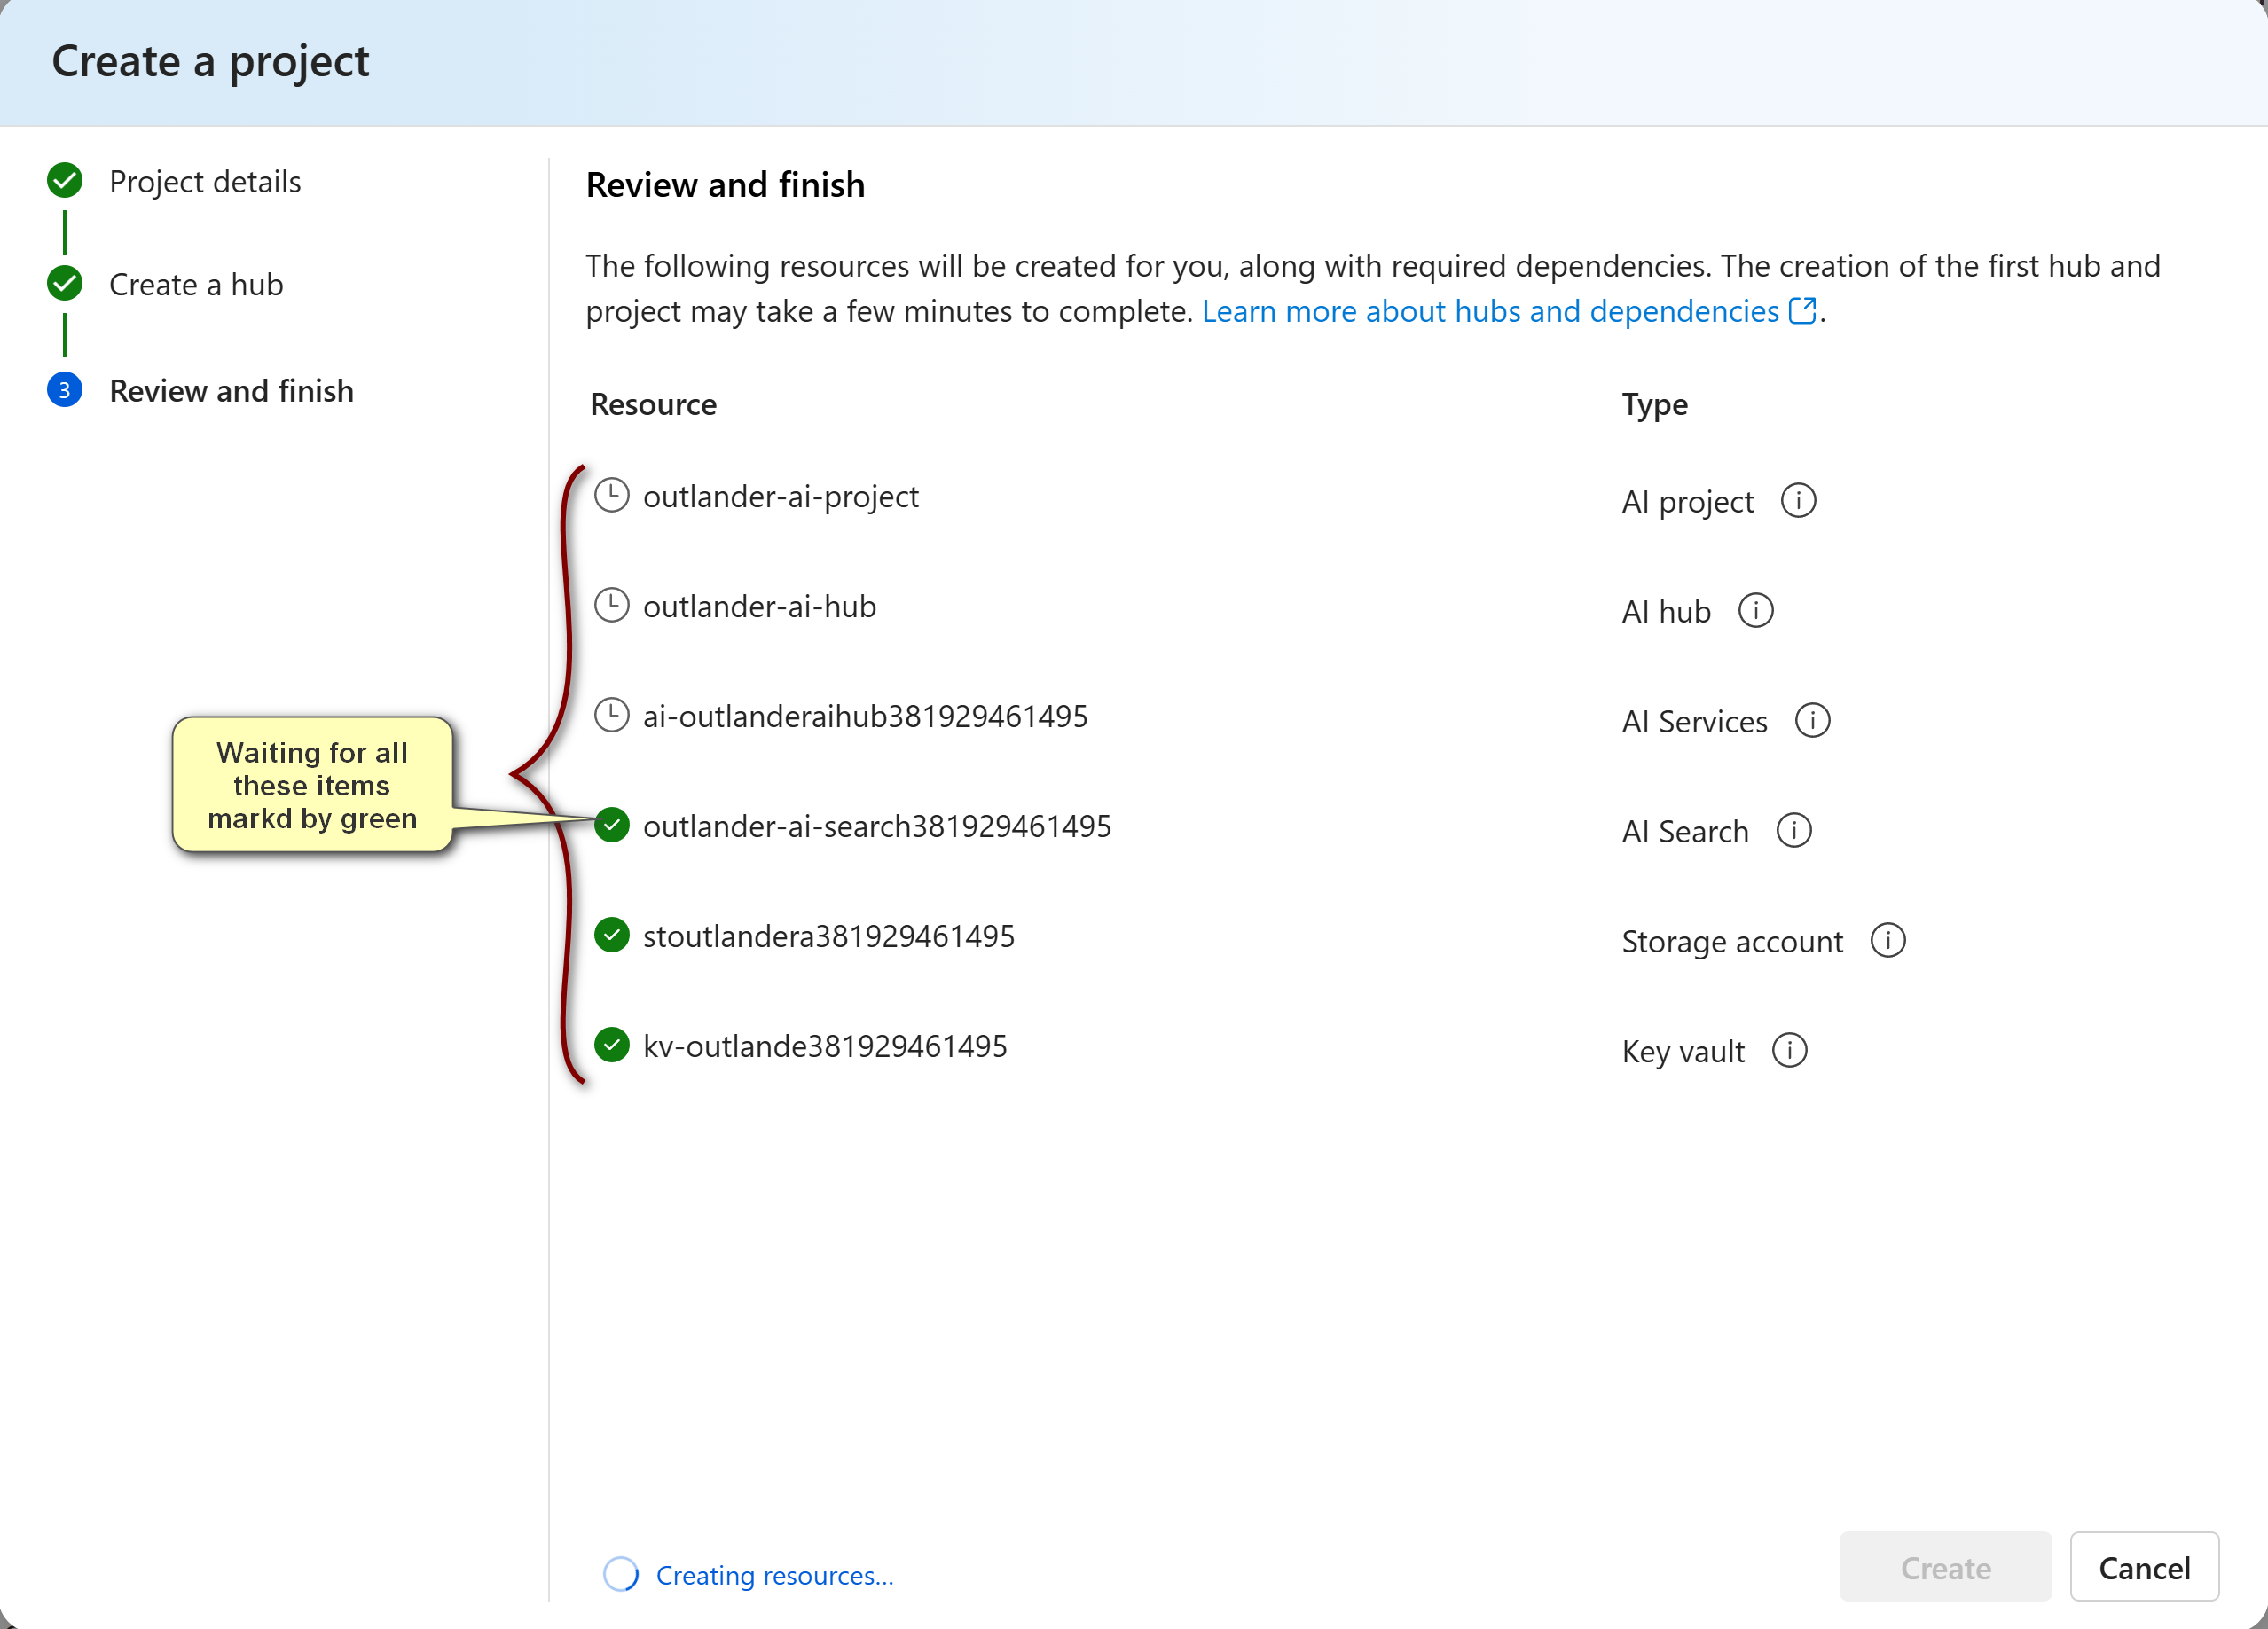 Create a project
Project details
Create a hub
3
Review and finish
Review and finish
The following resources will be created for you, along with required dependencies. The creation of the first hub and
project may take a few minutes to complete. Learn more about hubs and dependencies.
Resource Type
outlander-ai-project AI project
outlander-ai-hub AI hub
ai-outlanderaihub381929461495 AI Services
outlander-ai-search381929461495 AI Search
stoutlandera381929461495 Storage account
kv-outlande381929461495 Key vault
Waiting for all
these items
markd by green
Creating resources...
Create Cancel